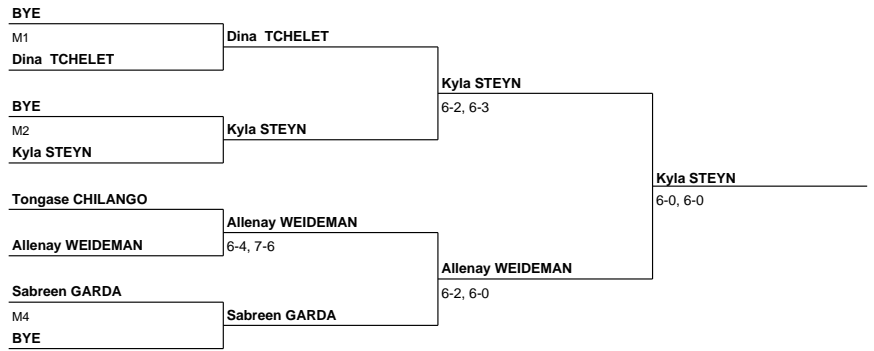 BYE
M1
Dina TCHELET
Dina TCHELET
BYE
M2
Kyla STEYN
Kyla STEYN
Kyla STEYN
6-2, 6-3
Tongase CHILANGO
Allenay WEIDEMAN
Allenay WEIDEMAN
6-4, 7-6
Sabreen GARDA
M4
BYE
Sabreen GARDA
Allenay WEIDEMAN
6-2, 6-0
Kyla STEYN
6-0, 6-0